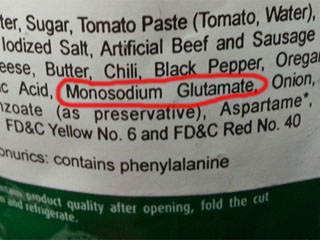 ter, Sugar, Tomato Paste (Tomato, Water),
Iodized Salt, Artificial Beef and Sausage
eese, Butter, Chili, Black Pepper, Orega
ic Acid, Monosodium Glutamate, Onion,
nzoate (as preservative), Aspartame*,
FD&C Yellow No. 6 and FD&C Red No. 40
onurics: contains phenylalanine
product quality after opening, fold the cut
and refrigerate.